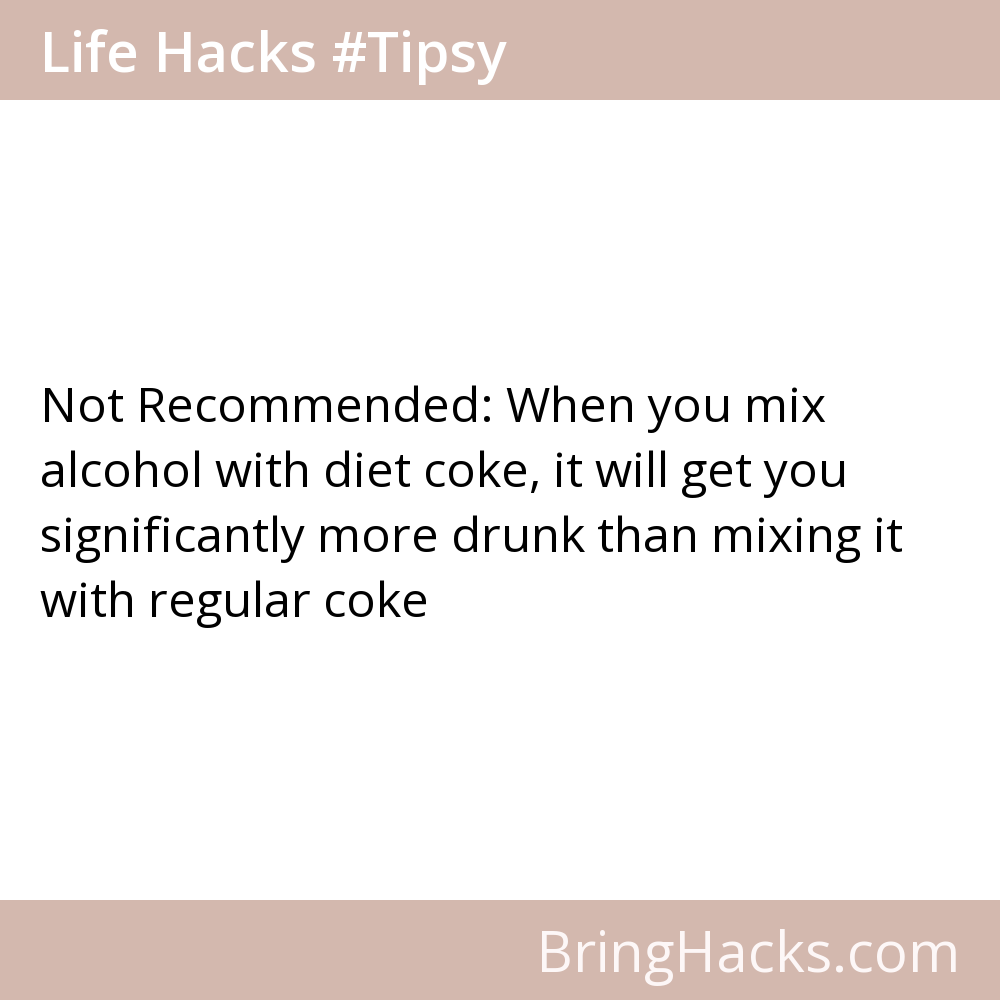 Life Hacks #Tipsy
Not Recommended: When you mix
alcohol with diet coke, it will get you
significantly more drunk than mixing it
with regular coke
BringHacks.com